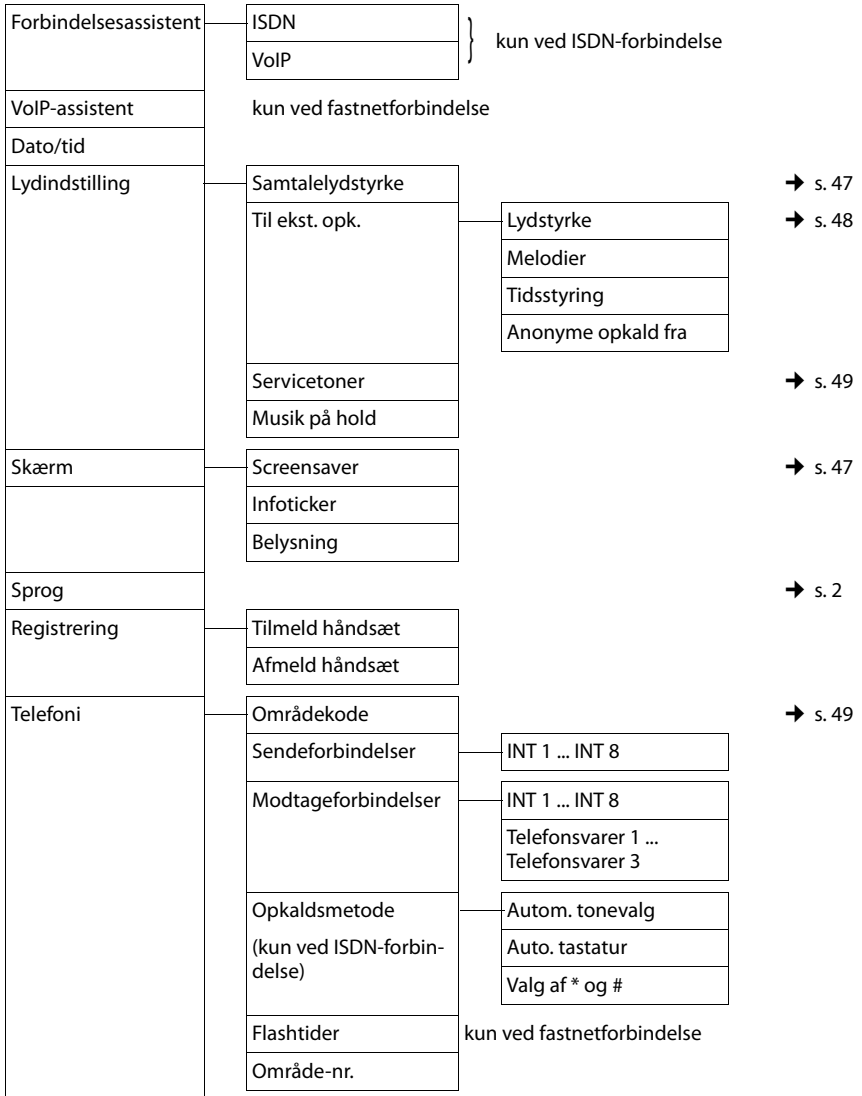 Forbindelsesassistent ISDN
VoIP
kun ved ISDN-forbindelse
VoIP-assistent kun ved fastnetforbindelse
Dato/tid
Lydindstilling Samtalelydstyrke ➔ s. 47
Til ekst. opk. Lydstyrke ➔ s. 48
Melodier
Tidsstyring
Anonyme opkald fra
Servicetoner ➔ s. 49
Musik på hold
Skærm Screensaver ➔ s. 47
Infoticker
Belysning
Sprog ➔ s. 2
Registrering Tilmeld håndsæt
Afmeld håndsæt
Telefoni Områdekode ➔ s. 49
Sendeforbindelser INT 1 ... INT 8
Modtageforbindelser INT 1 ... INT 8
Telefonsvarer 1 ...
Telefonsvarer 3
Opkaldsmetode Autom. tonevalg
(kun ved ISDN-forbin-
delse)
Auto. tastatur
Valg af * og #
Flashtider kun ved fastnetforbindelse
Område-nr.